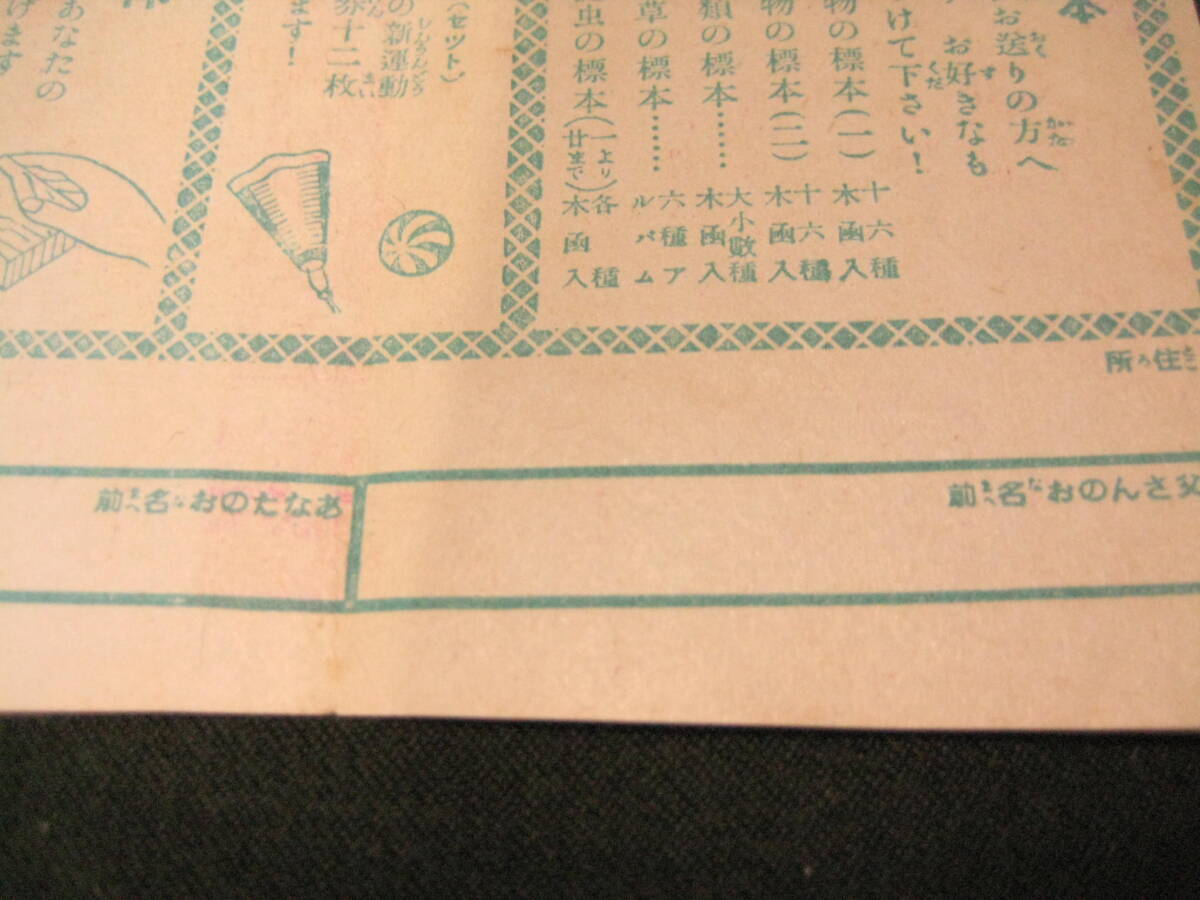 本
お送りの方へ
お好きなも
けて下さい！
物の標本(一)十六種木函入
物の標本(二)十六種木函入
類の標本……大小數種木函入
草の標本……六種アルバム
虫の標本(一より廿まで)各種木函入
(セツト)
の新運動
十二枚
ます！
あなたの
げます
所の住
前名おのんさ父
前名おのたなあ